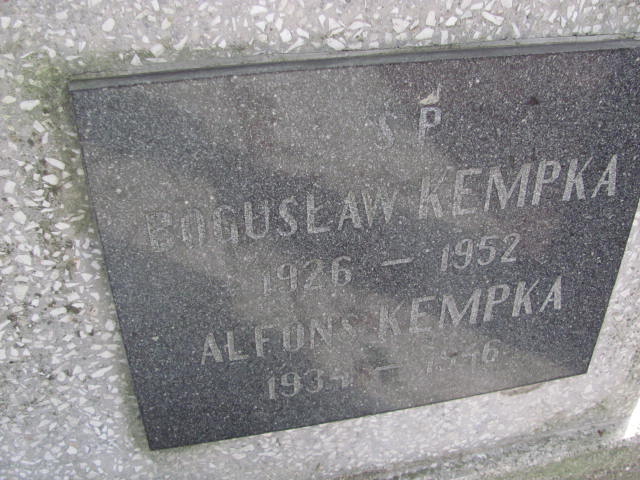 Ś P
BOGUSŁAW KEMPKA
1926 - 1952
ALFONS KEMPKA